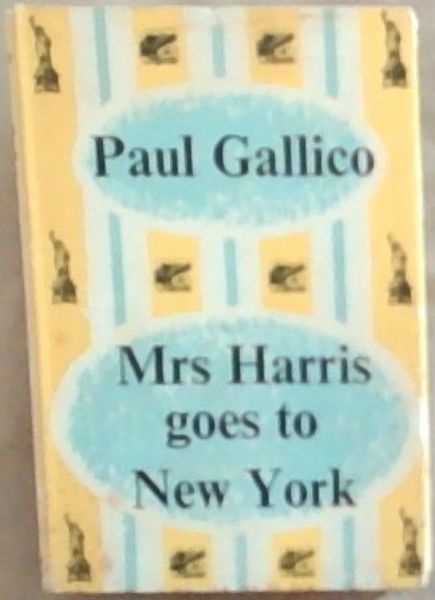 Paul Gallico
Mrs Harris
goes to
New York